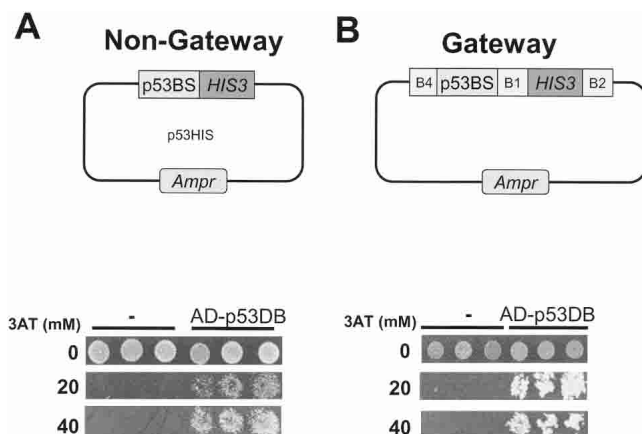 A
Non-Gateway
p53BS HIS3
p53HIS
Ampr
3AT (mM) - AD-p53DB
0
20
40
B
Gateway
B4 p53BS B1 HIS3 B2
Ampr
3AT (mM) - AD-p53DB
0
20
40